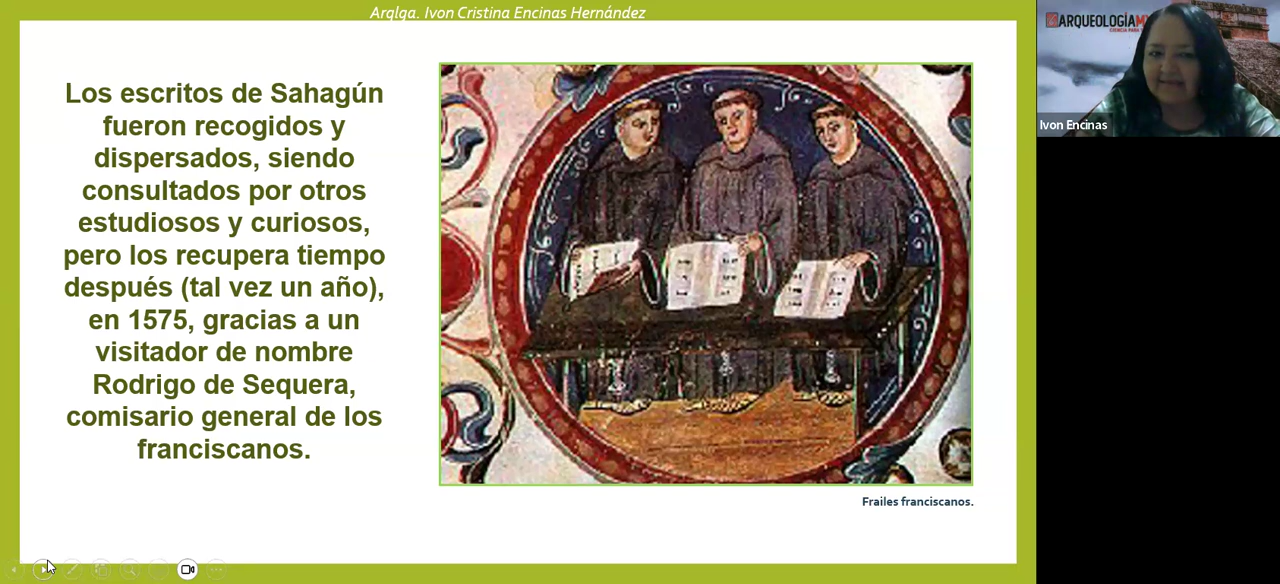 Arqlga. Ivon Cristina Encinas Hernández
Los escritos de Sahagún
fueron recogidos y
dispersados, siendo
consultados por otros
estudiosos y curiosos,
pero los recupera tiempo
después (tal vez un año),
en 1575, gracias a un
visitador de nombre
Rodrigo de Sequera,
comisario general de los
franciscanos.
Frailes franciscanos.
ARQUEOLOGÍA
Ivon Encinas